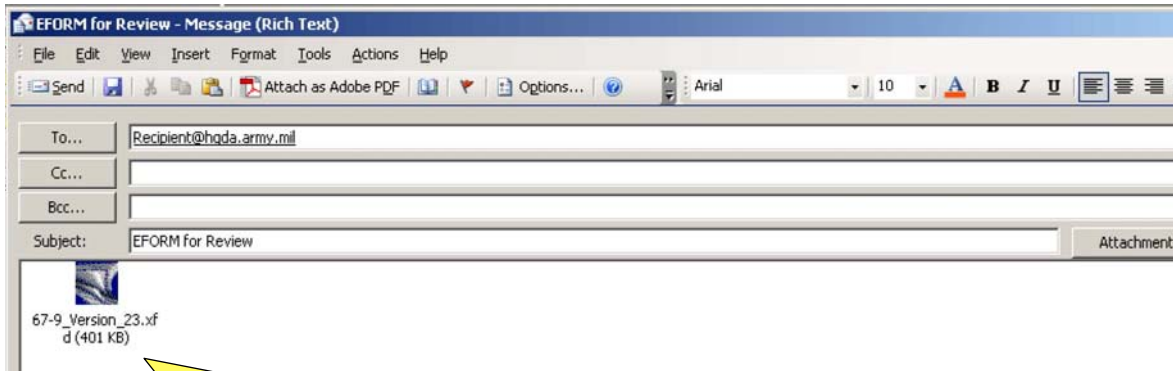 EFORM for Review - Message (Rich Text)
File Edit View Insert Format Tools Actions Help
Send Attach as Adobe PDF Options... Arial 10 A B I U
To... Recipient@hqda.army.mil
Cc...
Bcc...
Subject: EFORM for Review Attachment
67-9_Version_23.xf
d (401 KB)